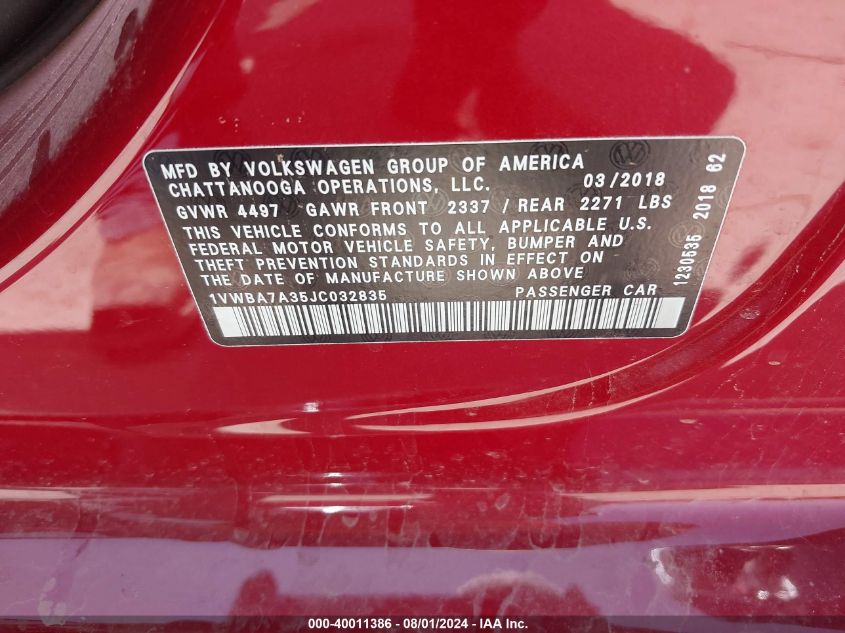 MFD BY VOLKSWAGEN GROUP OF AMERICA
CHATTANOOGA OPERATIONS, LLC. 03/2018
GVWR 4497 GAWR FRONT 2337 / REAR 2271 LBS
THIS VEHICLE CONFORMS TO ALL APPLICABLE U.S.
FEDERAL MOTOR VEHICLE SAFETY, BUMPER AND
THEFT PREVENTION STANDARDS IN EFFECT ON
THE DATE OF MANUFACTURE SHOWN ABOVE
1VWBA7A35JC032835 PASSENGER CAR
1230636 2018 62
000-40011386 - 08/01/2024 - IAA Inc.